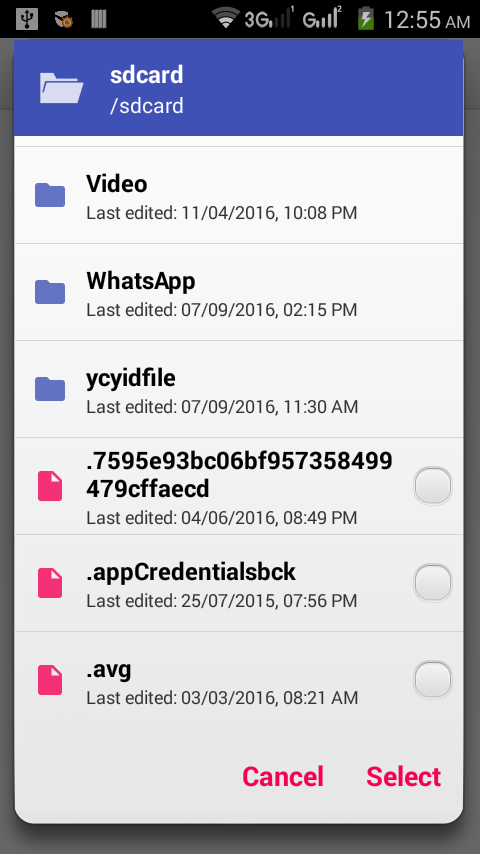 3G 1 G 2 12:55 AM
sdcard
/sdcard
Video
Last edited: 11/04/2016, 10:08 PM
WhatsApp
Last edited: 07/09/2016, 02:15 PM
ycyidfile
Last edited: 07/09/2016, 11:30 AM
.7595e93bc06bf957358499
479cffaecd
Last edited: 04/06/2016, 08:49 PM
.appCredentialsbck
Last edited: 25/07/2015, 07:56 PM
.avg
Last edited: 03/03/2016, 08:21 AM
Cancel Select